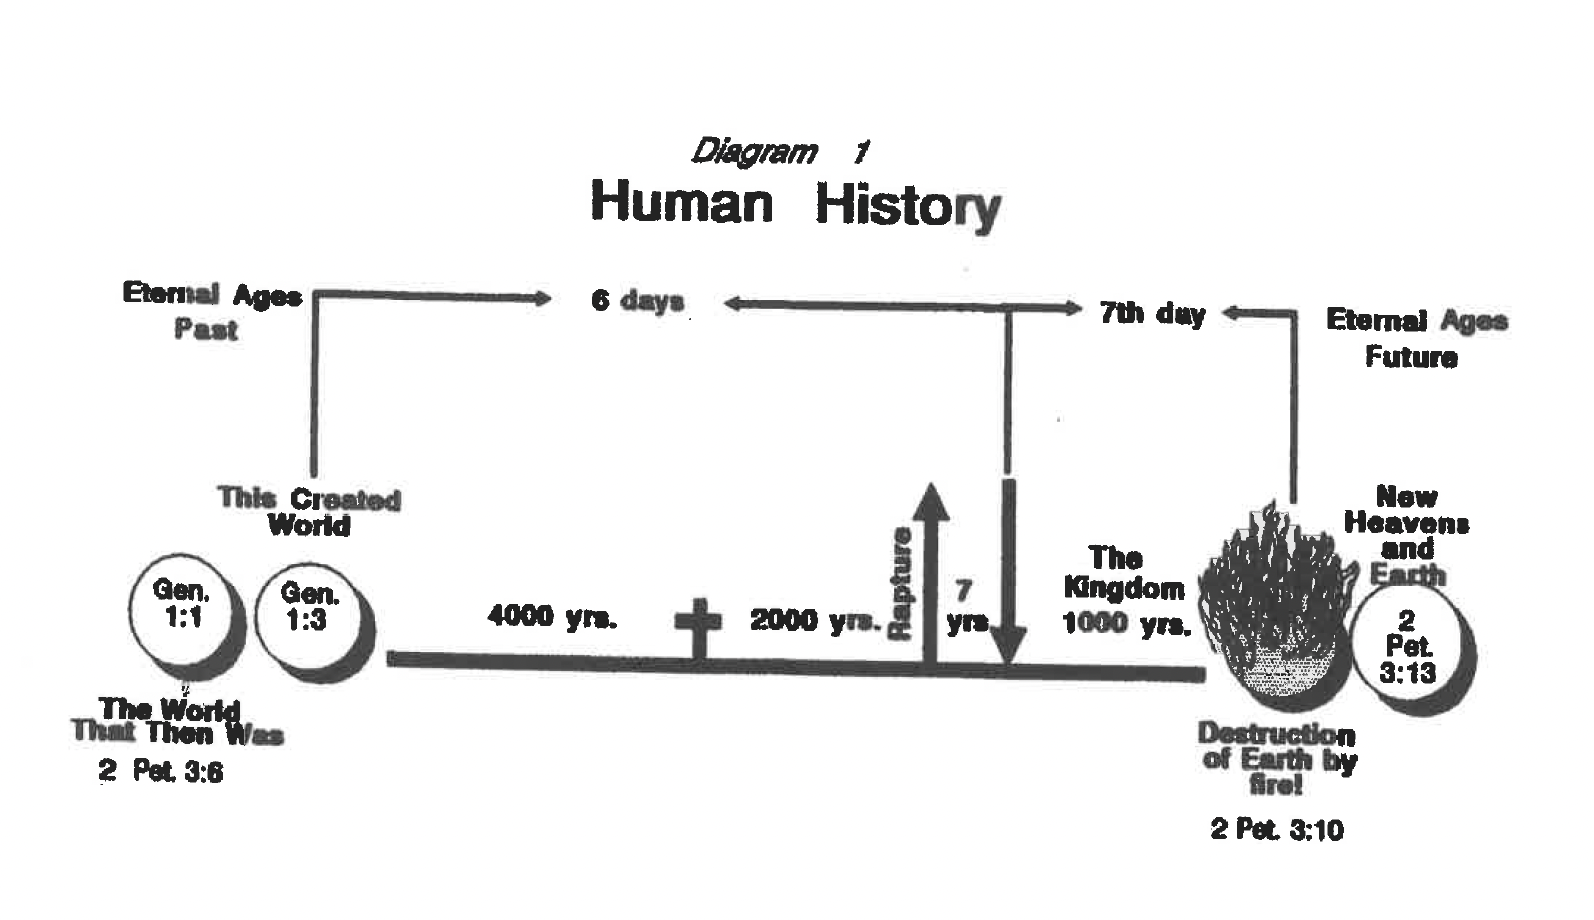 Diagram 1
Human History
Eternal Ages
Past
6 days
7th day
Eternal Ages
Future
This Created
World
Gen.
1:1
Gen.
1:3
The World
That Then Was
2 Pet. 3:6
4000 yrs.
2000 yrs.
Rapture
7
yrs.
The
Kingdom
1000 yrs.
New
Heavens
and
Earth
2
Pet.
3:13
Destruction
of Earth by
fire!
2 Pet. 3:10